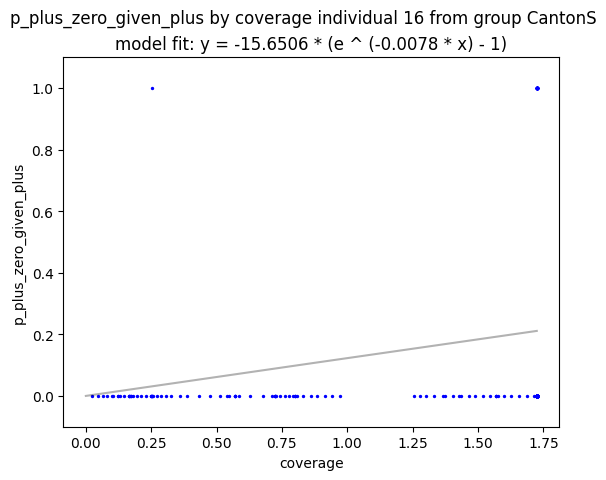 p_plus_zero_given_plus by coverage individual 16 from group CantonS
model fit: y = -15.6506 * (e ^ (-0.0078 * x) - 1)
1.0
0.8
0.6
0.4
0.2
0.0
p_plus_zero_given_plus
0.00 0.25 0.50 0.75 1.00 1.25 1.50 1.75
coverage